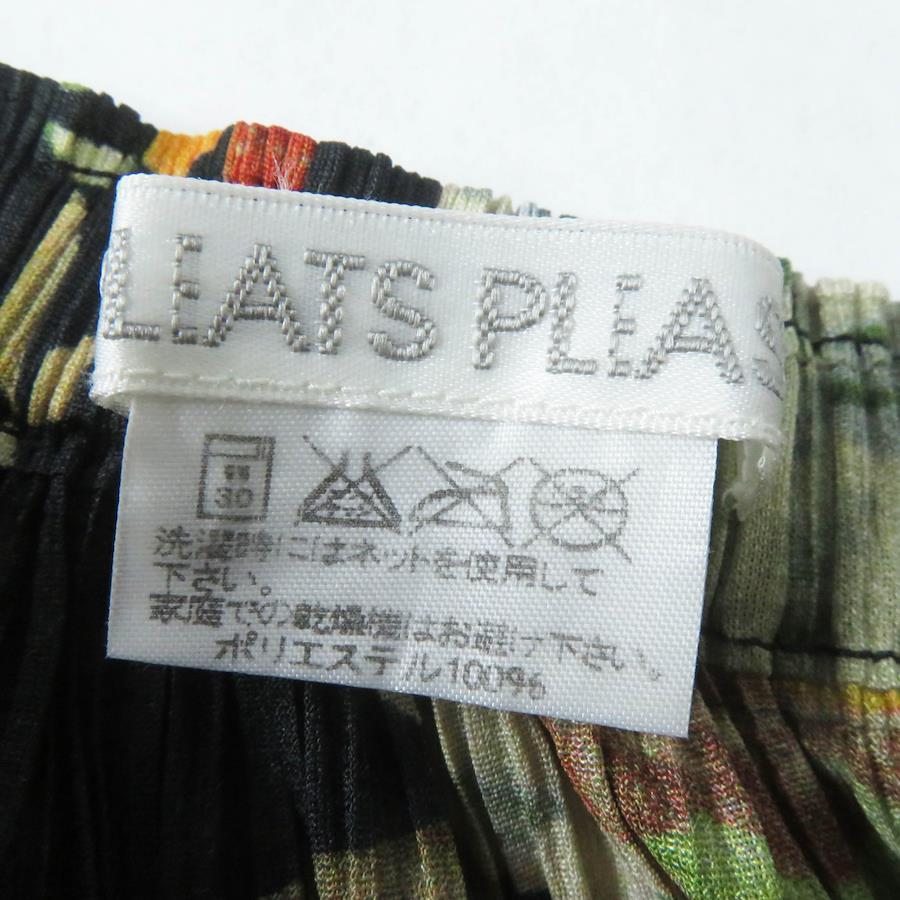 LEATS PLEAS
弱
30
洗濯時にはネットを使用して
下さい。
家庭での乾燥機はお避け下さい。
ポリエステル100%